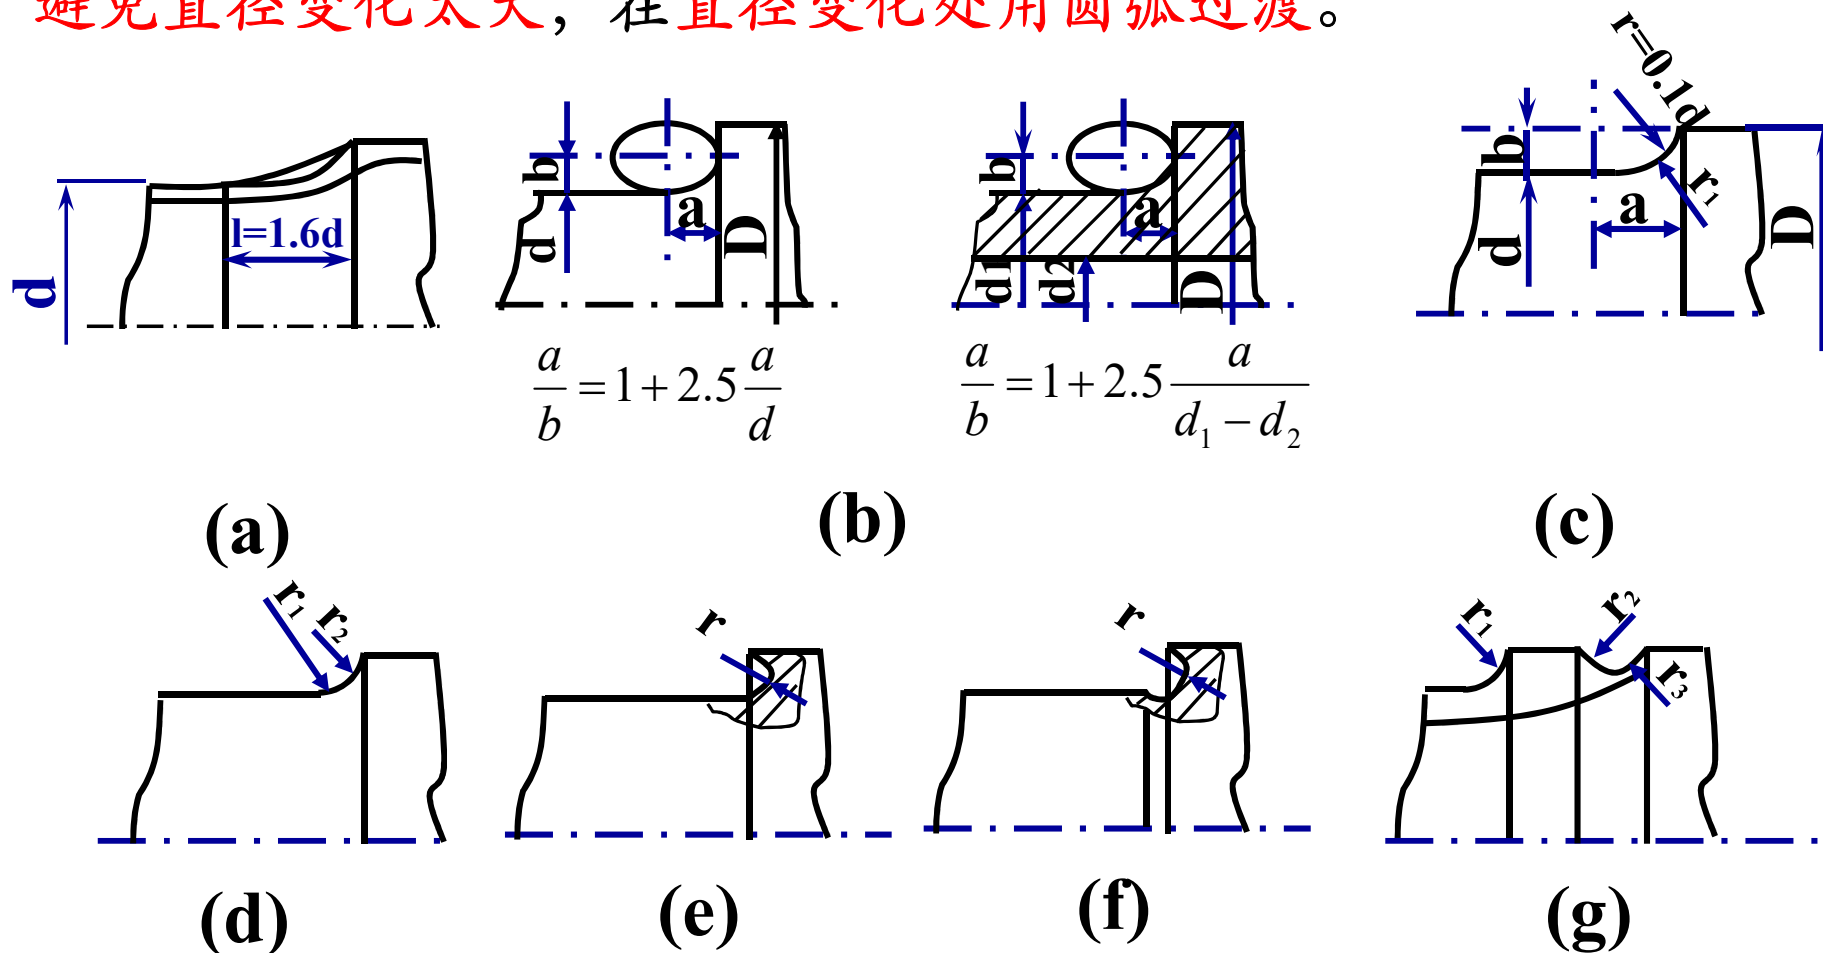 避免直径变化太大，在直径变化处用圆弧过渡。
d
l=1.6d
b
d
a
D
b
d1
d2
a
D
r=0.1d
b
r₁
a
d
D
a/b = 1 + 2.5 a/d
a/b = 1 + 2.5 a/(d₁ − d₂)
(a)
(b)
(c)
r₁
r₂
r
r
r₁
r₂
r₃
(d)
(e)
(f)
(g)